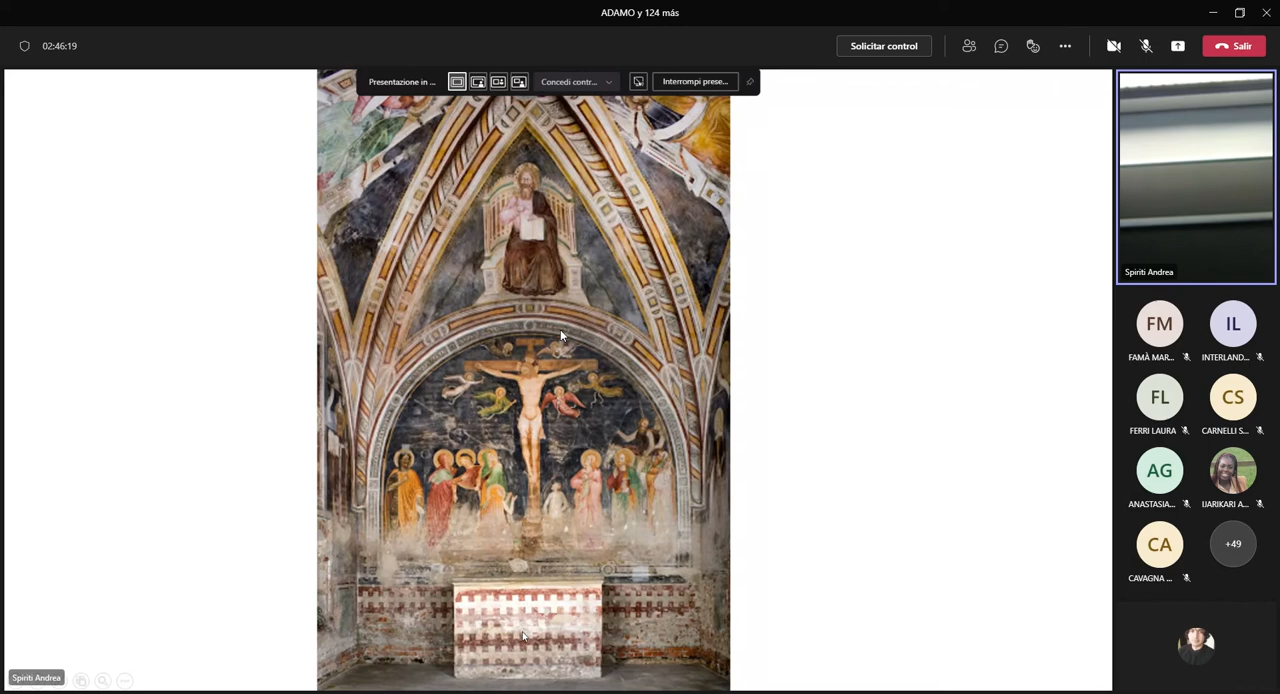 ADAMO y 124 más
02:46:19
Solicitar control
Salir
Presentazione in ...
Concedi contr...
Interrompi prese...
Spiriti Andrea
FM
IL
FAMÀ MAR...
INTERLAND...
FL
CS
FERRI LAURA
CARNELLI S...
AG
ANASTASIA...
IJARIKARI A...
CA
+49
CAVAGNA ...
Spiriti Andrea